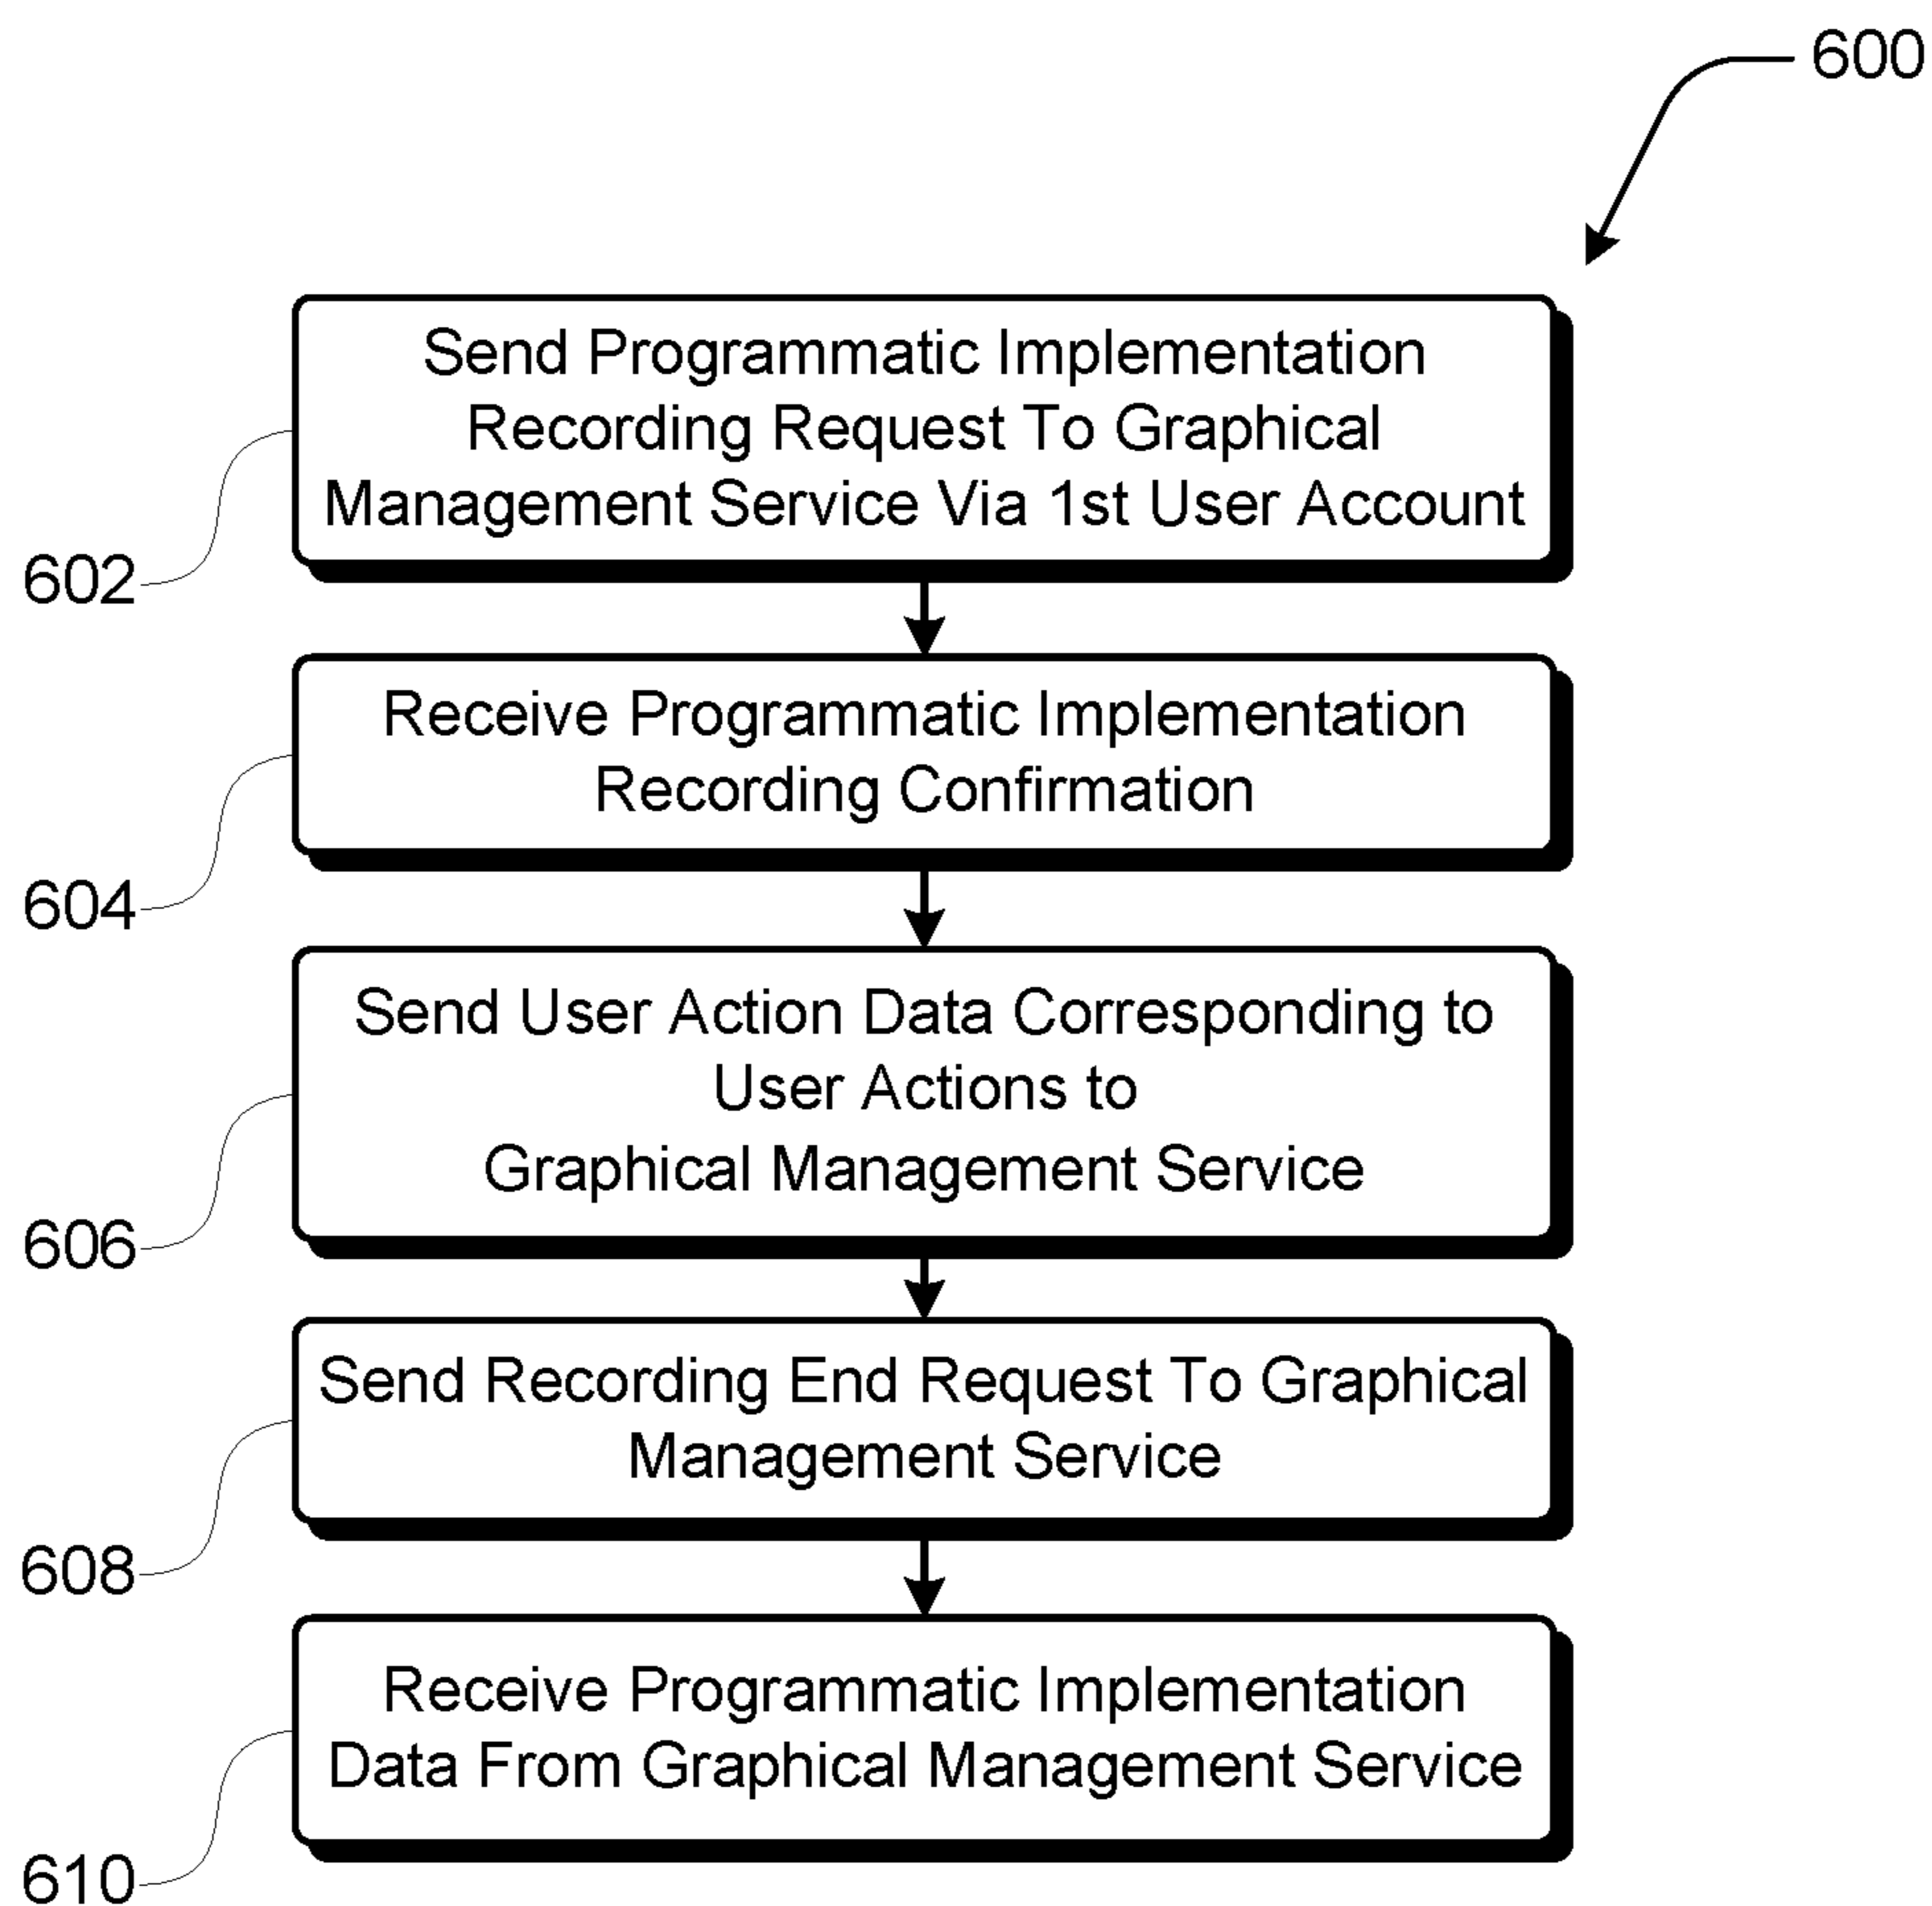 600
Send Programmatic Implementation
Recording Request To Graphical
Management Service Via 1st User Account
602
Receive Programmatic Implementation
Recording Confirmation
604
Send User Action Data Corresponding to
User Actions to
Graphical Management Service
606
Send Recording End Request To Graphical
Management Service
608
Receive Programmatic Implementation
Data From Graphical Management Service
610